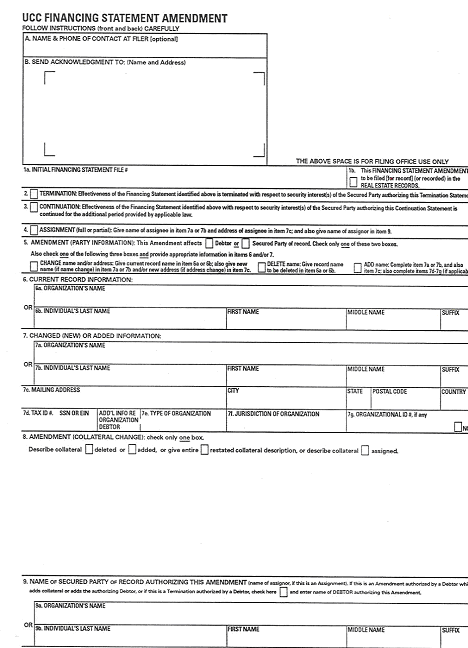 UCC FINANCING STATEMENT AMENDMENT
FOLLOW INSTRUCTIONS (front and back) CAREFULLY
A. NAME & PHONE OF CONTACT AT FILER [optional]
B. SEND ACKNOWLEDGMENT TO: (Name and Address)
THE ABOVE SPACE IS FOR FILING OFFICE USE ONLY
1a. INITIAL FINANCING STATEMENT FILE #
1b. This FINANCING STATEMENT AMENDMENT
to be filed [for record] (or recorded) in the
REAL ESTATE RECORDS.
2. TERMINATION: Effectiveness of the Financing Statement identified above is terminated with respect to security interest(s) of the Secured Party authorizing this Termination Stateme
3. CONTINUATION: Effectiveness of the Financing Statement identified above with respect to security interest(s) of the Secured Party authorizing this Continuation Statement is
continued for the additional period provided by applicable law.
4. ASSIGNMENT (full or partial): Give name of assignee in item 7a or 7b and address of assignee in item 7c; and also give name of assignor in item 9.
5. AMENDMENT (PARTY INFORMATION): This Amendment affects Debtor or Secured Party of record. Check only one of these two boxes.
Also check one of the following three boxes and provide appropriate information in items 6 and/or 7.
CHANGE name and/or address: Give current record name in item 6a or 6b; also give new
name (if name change) in item 7a or 7b and/or new address (if address change) in item 7c.
DELETE name: Give record name
to be deleted in item 6a or 6b.
ADD name: Complete item 7a or 7b, and also
item 7c; also complete items 7d-7g (if applicab
6. CURRENT RECORD INFORMATION:
6a. ORGANIZATION'S NAME
OR
6b. INDIVIDUAL'S LAST NAME FIRST NAME MIDDLE NAME SUFFIX
7. CHANGED (NEW) OR ADDED INFORMATION:
7a. ORGANIZATION'S NAME
OR
7b. INDIVIDUAL'S LAST NAME FIRST NAME MIDDLE NAME SUFFIX
7c. MAILING ADDRESS CITY STATE POSTAL CODE COUNTRY
7d. TAX ID #: SSN OR EIN
ADD'L INFO RE
ORGANIZATION
DEBTOR
7e. TYPE OF ORGANIZATION 7f. JURISDICTION OF ORGANIZATION 7g. ORGANIZATIONAL ID #, if any
NO
8. AMENDMENT (COLLATERAL CHANGE): check only one box.
Describe collateral deleted or added, or give entire restated collateral description, or describe collateral assigned.
9. NAME OF SECURED PARTY OF RECORD AUTHORIZING THIS AMENDMENT (name of assignor, if this is an Assignment). If this is an Amendment authorized by a Debtor whi
adds collateral or adds the authorizing Debtor, or if this is a Termination authorized by a Debtor, check here and enter name of DEBTOR authorizing this Amendment.
9a. ORGANIZATION'S NAME
OR
9b. INDIVIDUAL'S LAST NAME FIRST NAME MIDDLE NAME SUFFIX